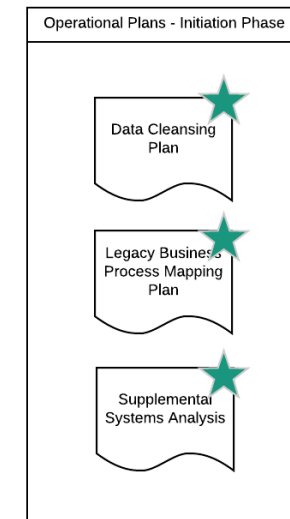 Operational Plans - Initiation Phase
Data Cleansing
Plan
Legacy Business
Process Mapping
Plan
Supplemental
Systems Analysis